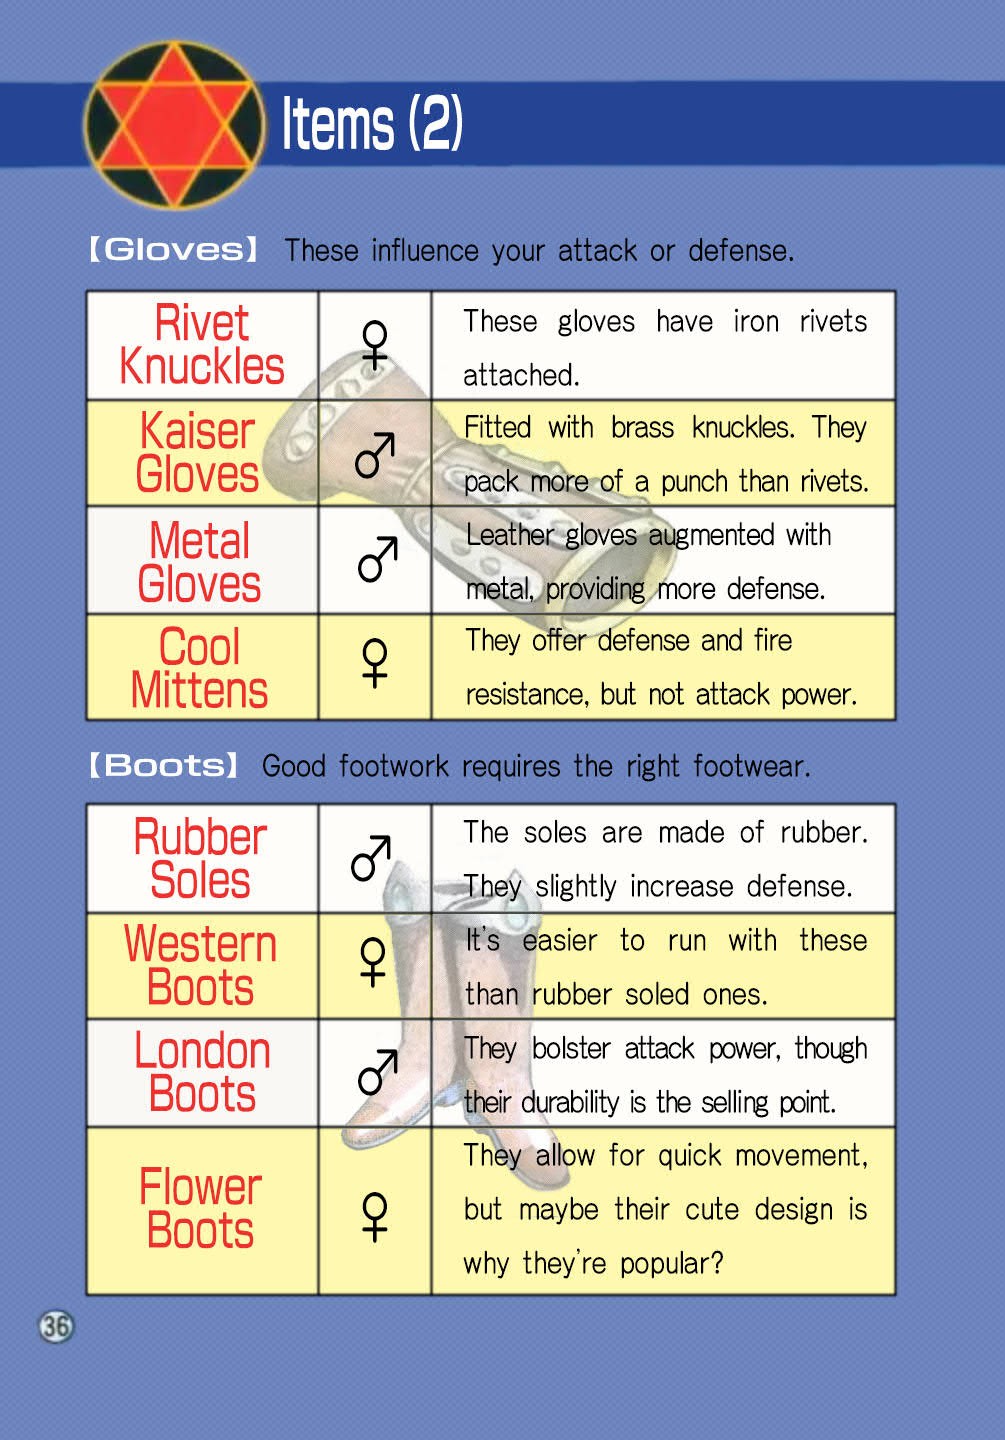 Items (2)
【Gloves】 These influence your attack or defense.
Rivet
Knuckles
♀
These gloves have iron rivets
attached.
Kaiser
Gloves
♂
Fitted with brass knuckles. They
pack more of a punch than rivets.
Metal
Gloves
♂
Leather gloves augmented with
metal, providing more defense.
Cool
Mittens
♀
They offer defense and fire
resistance, but not attack power.
【Boots】 Good footwork requires the right footwear.
Rubber
Soles
♂
The soles are made of rubber.
They slightly increase defense.
Western
Boots
♀
It's easier to run with these
than rubber soled ones.
London
Boots
♂
They bolster attack power, though
their durability is the selling point.
Flower
Boots
♀
They allow for quick movement,
but maybe their cute design is
why they're popular?
36